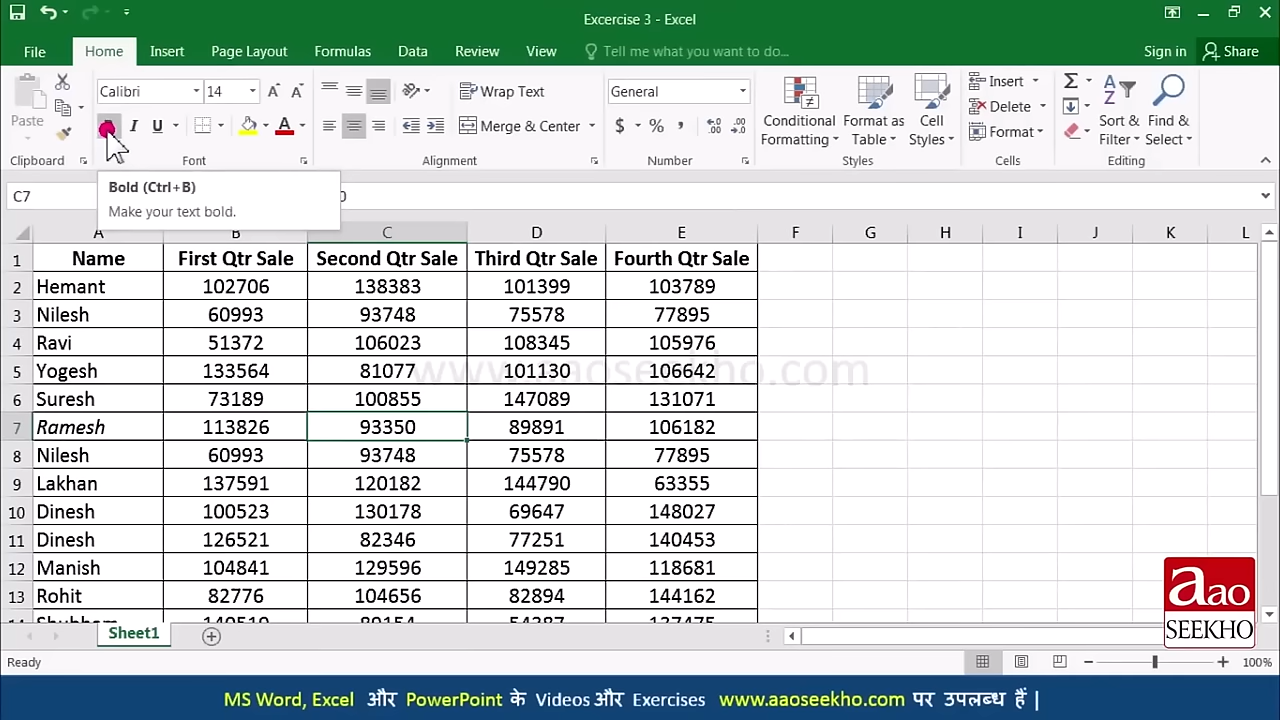 Excercise 3 - Excel
File Home Insert Page Layout Formulas Data Review View Tell me what you want to do... Sign in Share
Calibri 14 Wrap Text General Insert
Paste I U A Merge & Center $ % , Conditional Formatting Format as Table Cell Styles Delete Format Sort & Filter Find & Select
Clipboard Font Alignment Number Styles Cells Editing
C7
Bold (Ctrl+B)
Make your text bold.
A B C D E F G H I J K L
1 Name First Qtr Sale Second Qtr Sale Third Qtr Sale Fourth Qtr Sale
2 Hemant 102706 138383 101399 103789
3 Nilesh 60993 93748 75578 77895
4 Ravi 51372 106023 108345 105976
5 Yogesh 133564 81077 101130 106642
www.aaoseekho.com
6 Suresh 73189 100855 147089 131071
7 Ramesh 113826 93350 89891 106182
8 Nilesh 60993 93748 75578 77895
9 Lakhan 137591 120182 144790 63355
10 Dinesh 100523 130178 69647 148027
11 Dinesh 126521 82346 77251 140453
12 Manish 104841 129596 149285 118681
13 Rohit 82776 104656 82894 144162
aao
SEEKHO
Sheet1
Ready 100%
MS Word, Excel और PowerPoint के Videos और Exercises www.aaoseekho.com पर उपलब्ध हैं |